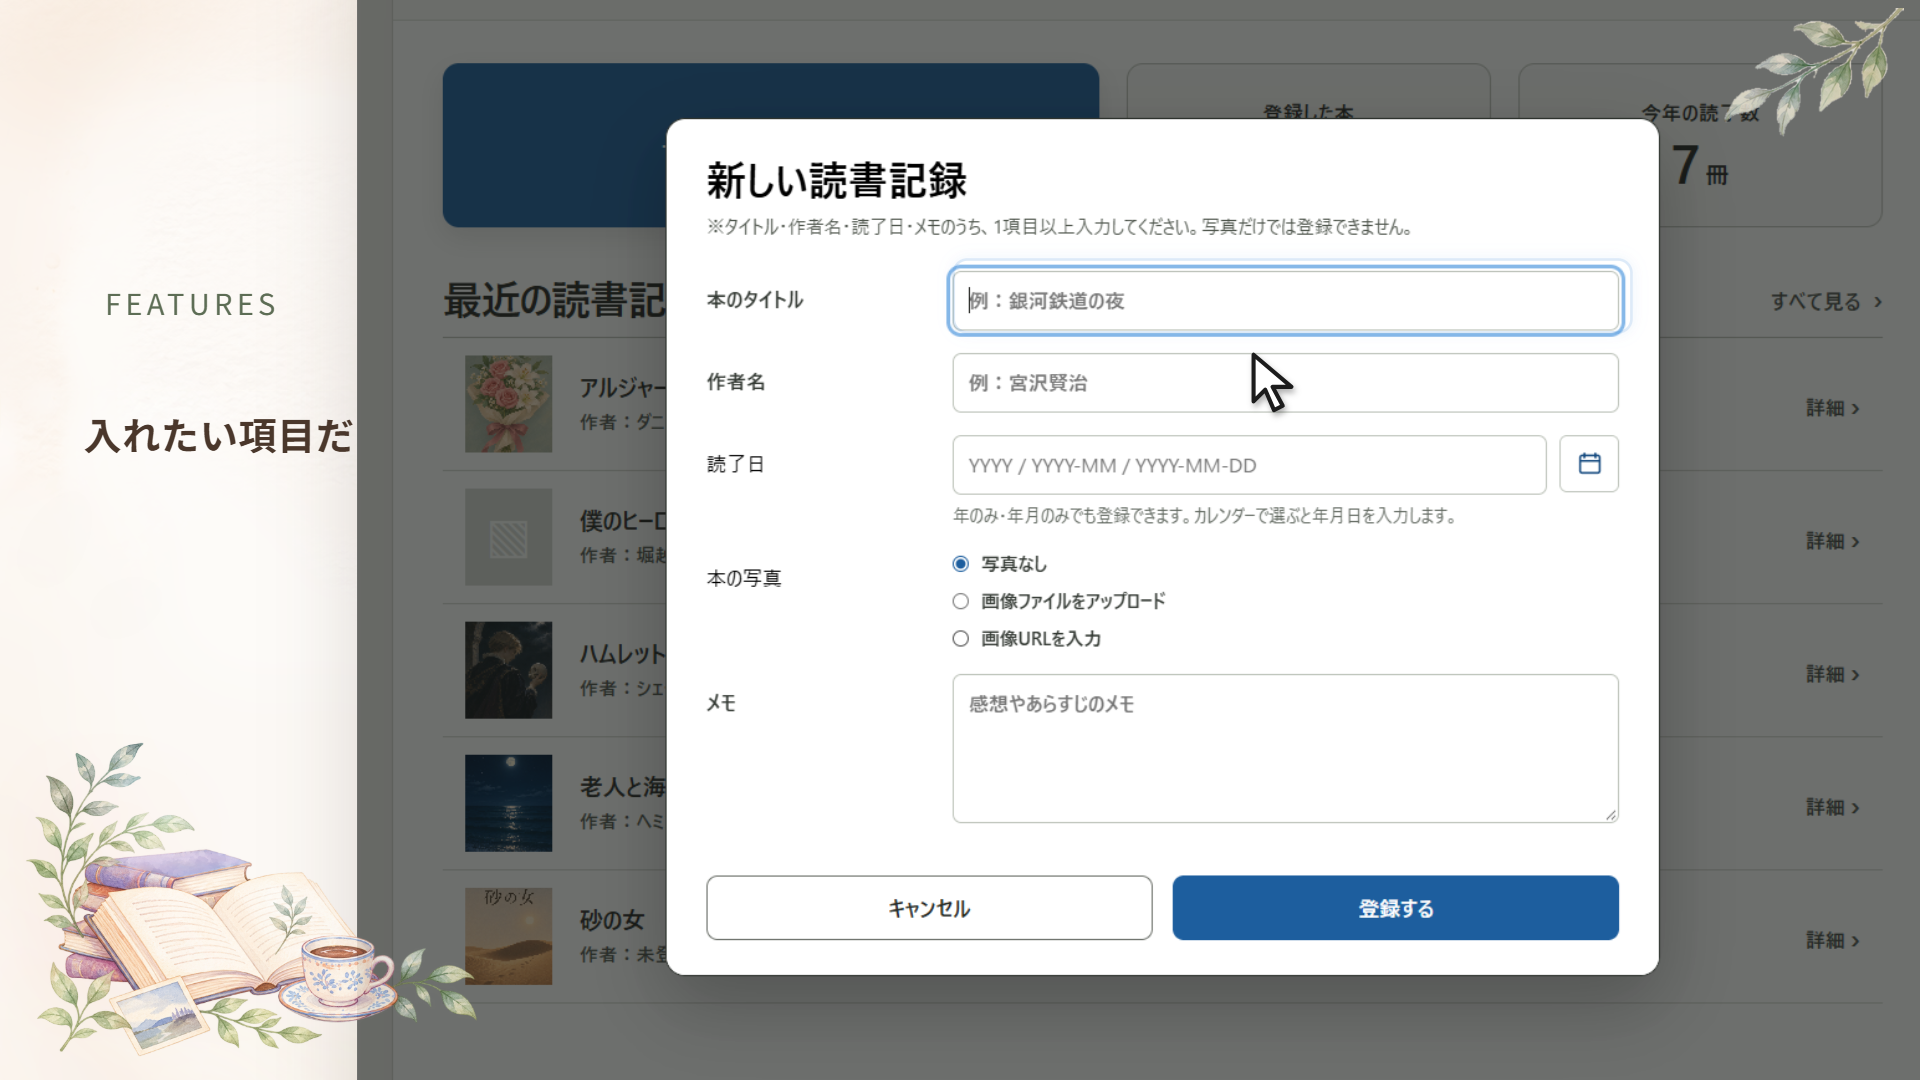 FEATURES
入れたい項目だ
登録した本
今年の読了数
7 冊
最近の読書記
すべて見る ›
アルジャー
作者：ダニ
詳細 ›
僕のヒーロ
作者：堀越
詳細 ›
ハムレット
作者：シェ
詳細 ›
老人と海
作者：ヘミ
詳細 ›
砂の女
砂の女
作者：未登
詳細 ›
新しい読書記録
※タイトル・作者名・読了日・メモのうち、1項目以上入力してください。写真だけでは登録できません。
本のタイトル
例：銀河鉄道の夜
作者名
例：宮沢賢治
読了日
YYYY / YYYY-MM / YYYY-MM-DD
年のみ・年月のみでも登録できます。カレンダーで選ぶと年月日を入力します。
本の写真
写真なし
画像ファイルをアップロード
画像URLを入力
メモ
感想やあらすじのメモ
キャンセル
登録する